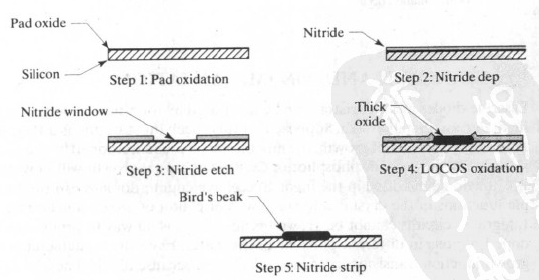 Pad oxide
Silicon
Step 1: Pad oxidation
Nitride
Step 2: Nitride dep
Nitride window
Step 3: Nitride etch
Thick
oxide
Step 4: LOCOS oxidation
Bird's beak
Step 5: Nitride strip